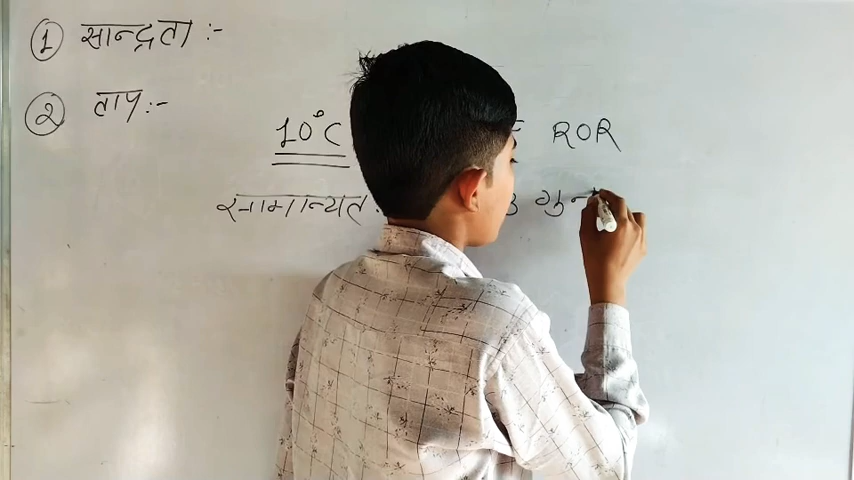 ① सान्द्रता :-
② ताप :-
10°C ROR
सामान्यत :